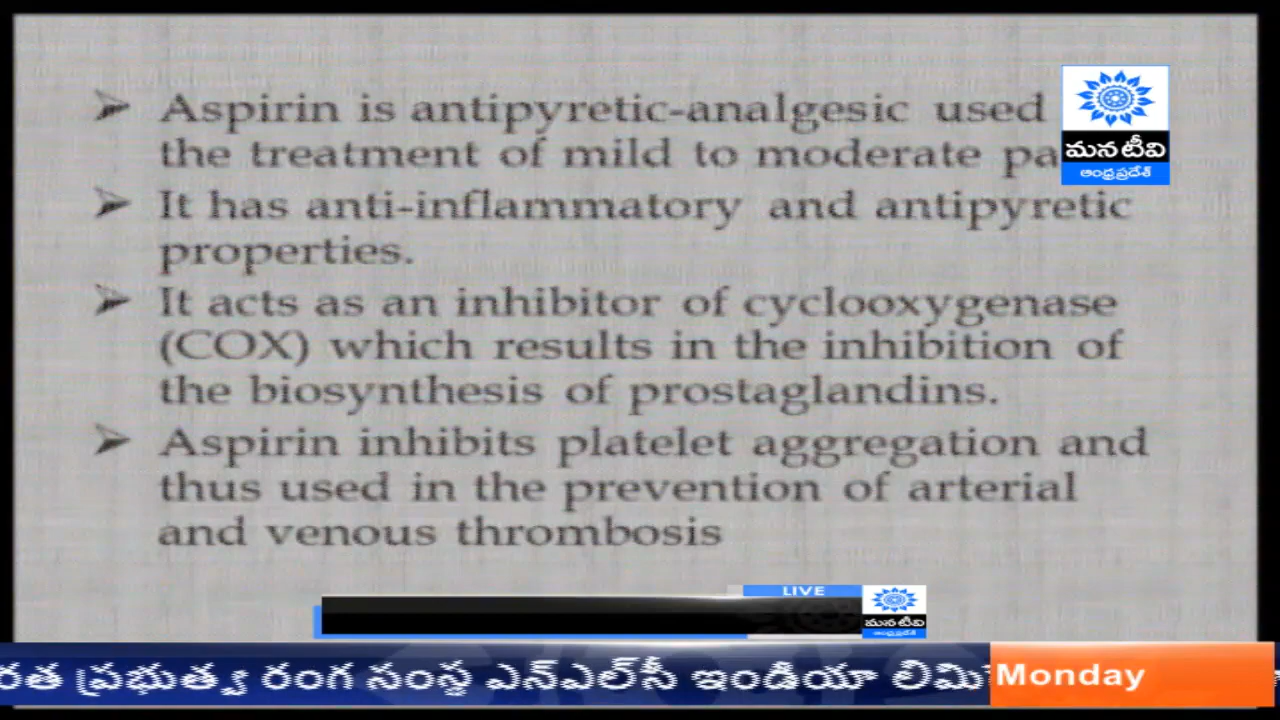 Aspirin is antipyretic-analgesic used
the treatment of mild to moderate pa
It has anti-inflammatory and antipyretic
properties.
It acts as an inhibitor of cyclooxygenase
(COX) which results in the inhibition of
the biosynthesis of prostaglandins.
Aspirin inhibits platelet aggregation and
thus used in the prevention of arterial
and venous thrombosis
మన టీవి
ఆంధ్రప్రదేశ్
LIVE
మన టీవి
ఆంధ్రప్రదేశ్
రత ప్రభుత్వ రంగ సంస్థ ఎన్ఎల్‌సీ ఇండియా లిమి
Monday